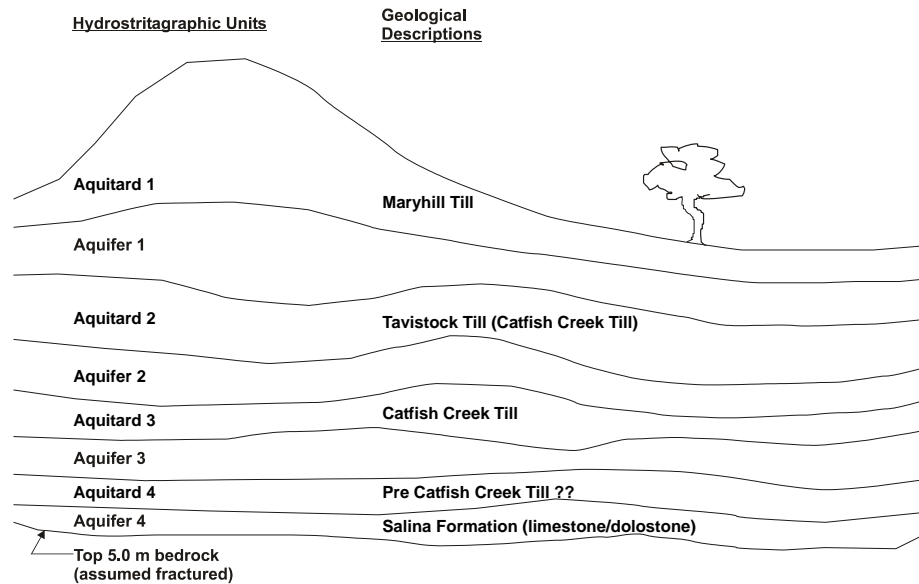 Hydrostritagraphic Units
Geological
Descriptions
Aquitard 1
Maryhill Till
Aquifer 1
Aquitard 2
Tavistock Till (Catfish Creek Till)
Aquifer 2
Aquitard 3
Catfish Creek Till
Aquifer 3
Aquitard 4
Pre Catfish Creek Till ??
Aquifer 4
Salina Formation (limestone/dolostone)
Top 5.0 m bedrock
(assumed fractured)